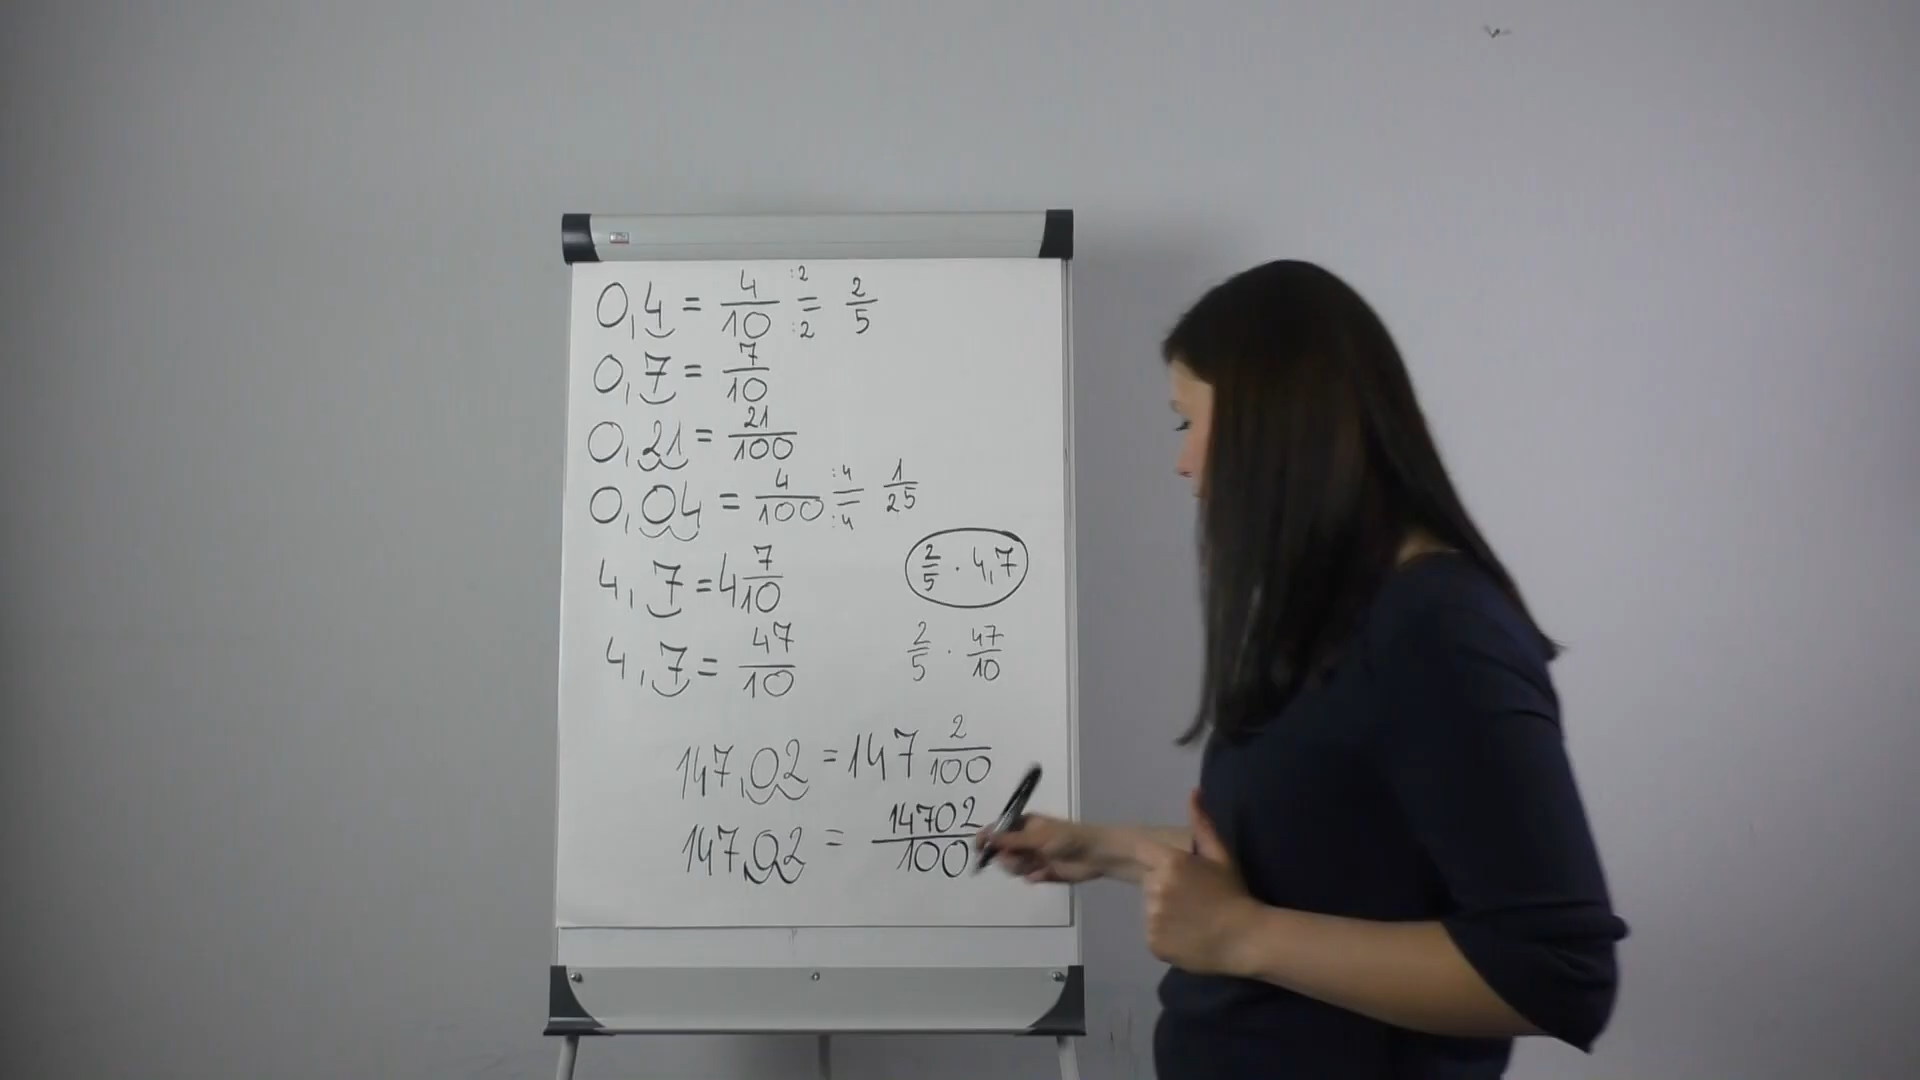 0,4 = 4/10 :2 = :2 2/5
0,7 = 7/10
0,21 = 21/100
0,04 = 4/100 :4 = :4 1/25
4,7 = 4 7/10
2/5 · 4,7
4,7 = 47/10
2/5 · 47/10
147,02 = 147 2/100
147,02 = 14702/100